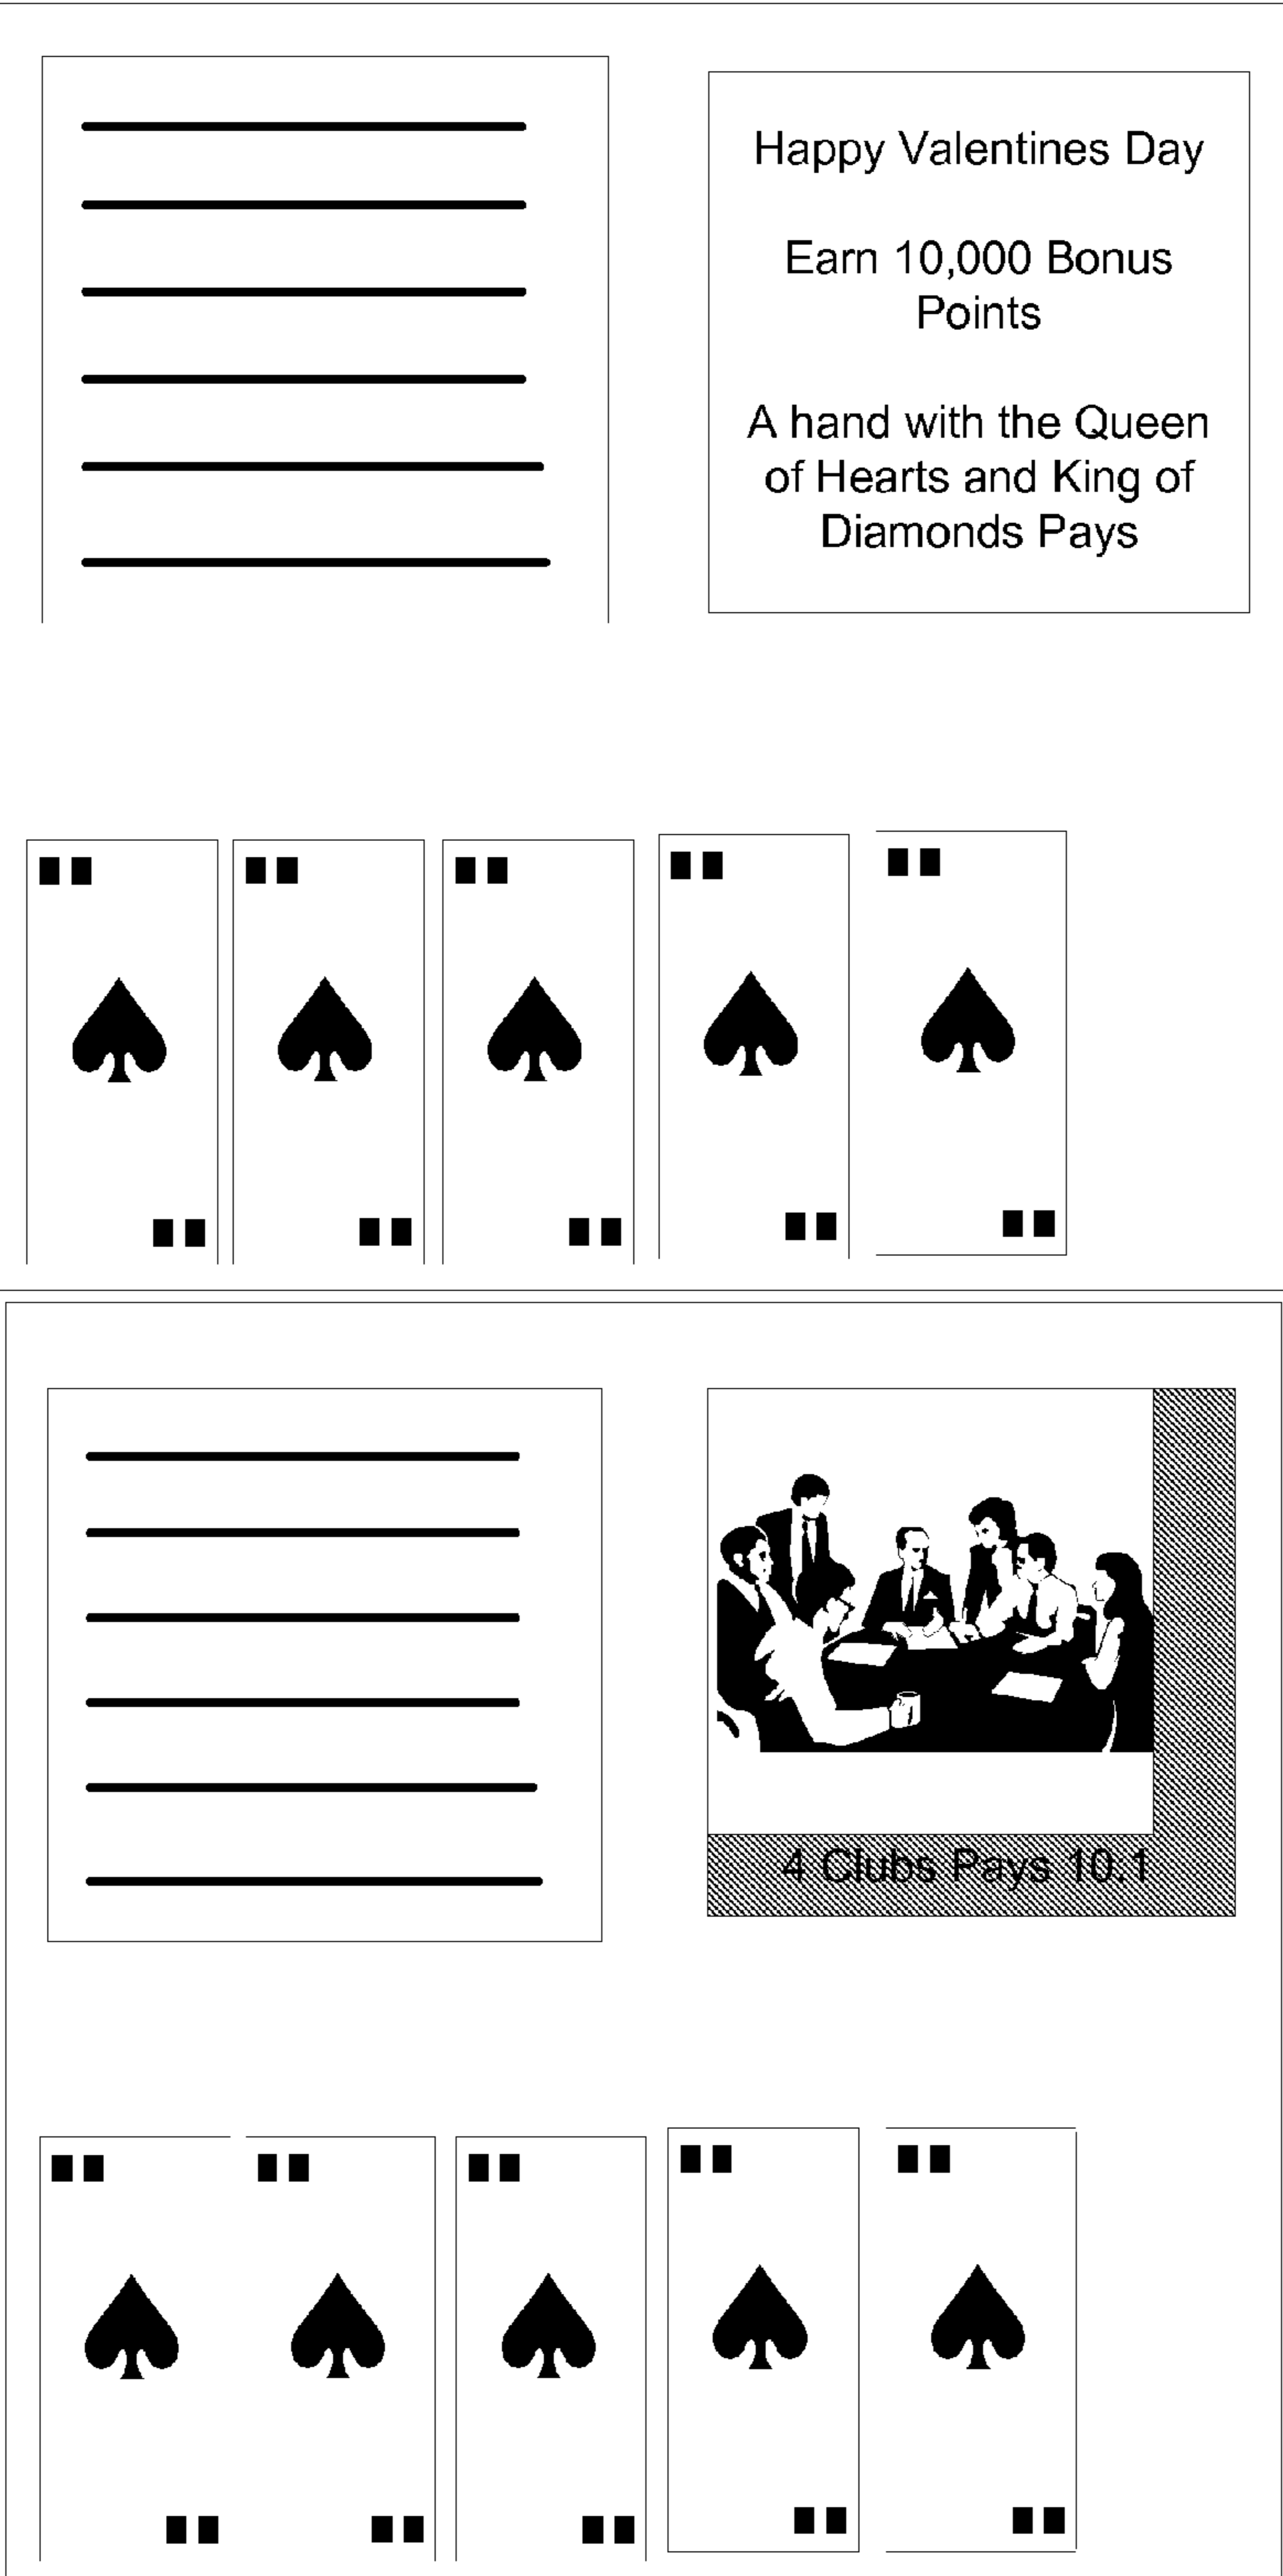 Happy Valentines Day
Earn 10,000 Bonus
Points
A hand with the Queen
of Hearts and King of
Diamonds Pays
4 Clubs Pays 10:1